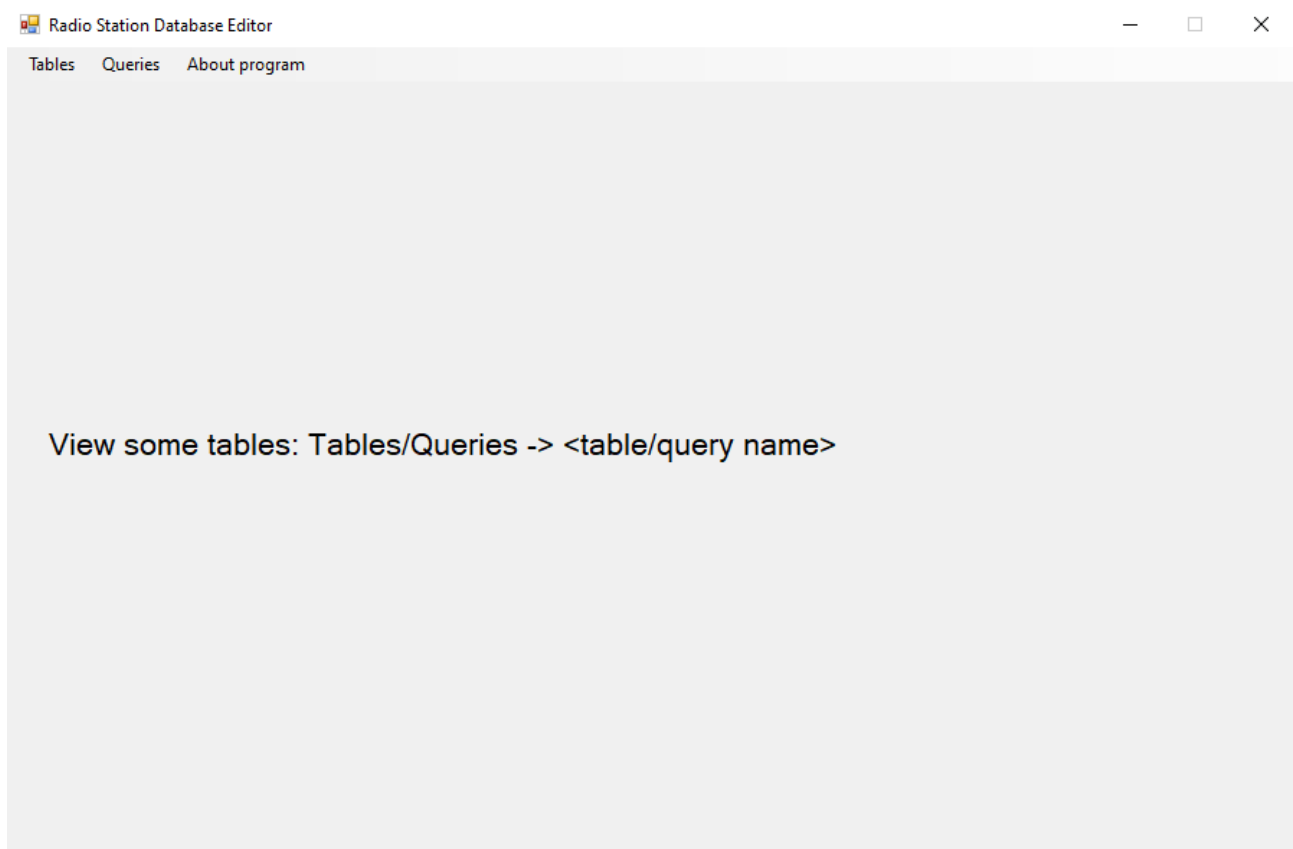 Radio Station Database Editor
Tables Queries About program
View some tables: Tables/Queries -> <table/query name>